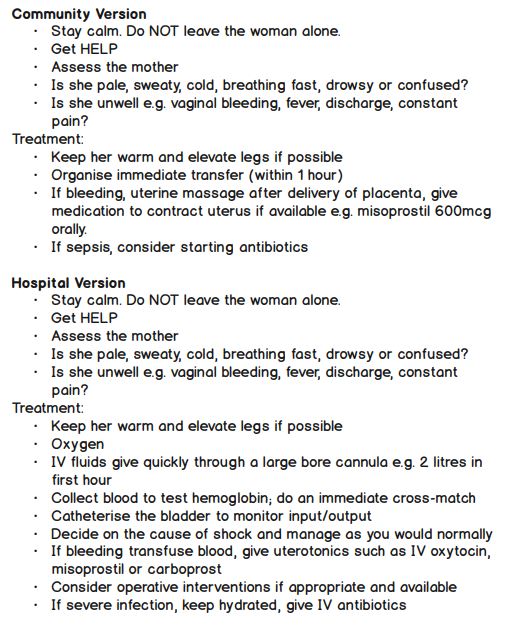 Community Version
· Stay calm. Do NOT leave the woman alone.
· Get HELP
· Assess the mother
· Is she pale, sweaty, cold, breathing fast, drowsy or confused?
· Is she unwell e.g. vaginal bleeding, fever, discharge, constant
pain?
Treatment:
· Keep her warm and elevate legs if possible
· Organise immediate transfer (within 1 hour)
· If bleeding, uterine massage after delivery of placenta, give
medication to contract uterus if available e.g. misoprostil 600mcg
orally.
· If sepsis, consider starting antibiotics
Hospital Version
· Stay calm. Do NOT leave the woman alone.
· Get HELP
· Assess the mother
· Is she pale, sweaty, cold, breathing fast, drowsy or confused?
· Is she unwell e.g. vaginal bleeding, fever, discharge, constant
pain?
Treatment:
· Keep her warm and elevate legs if possible
· Oxygen
· IV fluids give quickly through a large bore cannula e.g. 2 litres in
first hour
· Collect blood to test hemoglobin; do an immediate cross-match
· Catheterise the bladder to monitor input/output
· Decide on the cause of shock and manage as you would normally
· If bleeding transfuse blood, give uterotonics such as IV oxytocin,
misoprostil or carboprost
· Consider operative interventions if appropriate and available
· If severe infection, keep hydrated, give IV antibiotics